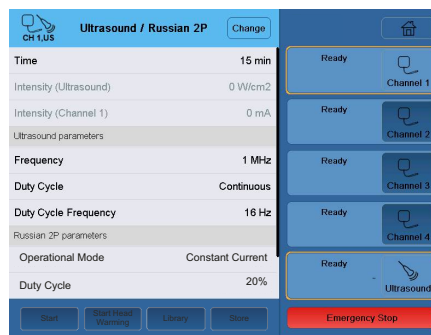 CH 1,US
Ultrasound / Russian 2P
Change
Time 15 min
Intensity (Ultrasound) 0 W/cm2
Intensity (Channel 1) 0 mA
Ultrasound parameters
Frequency 1 MHz
Duty Cycle Continuous
Duty Cycle Frequency 16 Hz
Russian 2P parameters
Operational Mode Constant Current
Duty Cycle 20%
Start
Start Head Warming
Library
Store
Ready
Channel 1
Ready
Channel 2
Ready
Channel 3
Ready
Channel 4
Ready
Ultrasound
Emergency Stop